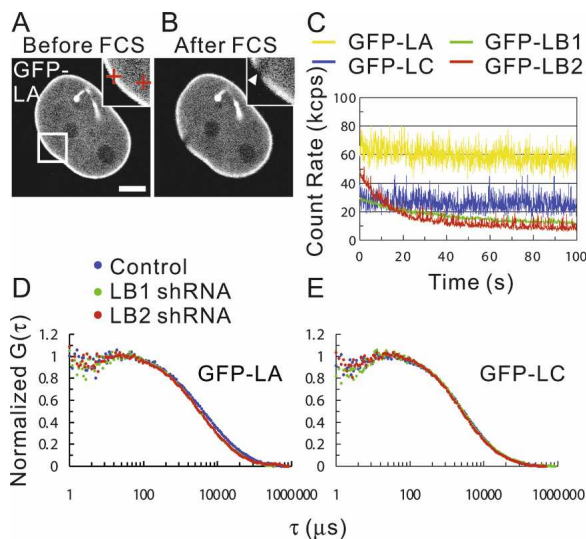 A
Before FCS
GFP-
LA
B
After FCS
C
GFP-LA
GFP-LB1
GFP-LC
GFP-LB2
Count Rate (kcps)
100
80
60
40
20
0
0 20 40 60 80 100
Time (s)
Control
LB1 shRNA
LB2 shRNA
D
GFP-LA
Normalized G(τ)
1.2
1
0.8
0.6
0.4
0.2
0
1 100 10000 1000000
E
GFP-LC
1.2
1
0.8
0.6
0.4
0.2
0
1 100 10000 1000000
τ (μs)